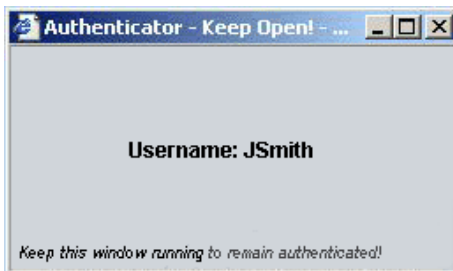 Authenticator - Keep Open! - ...
Username: JSmith
Keep this window running to remain authenticated!